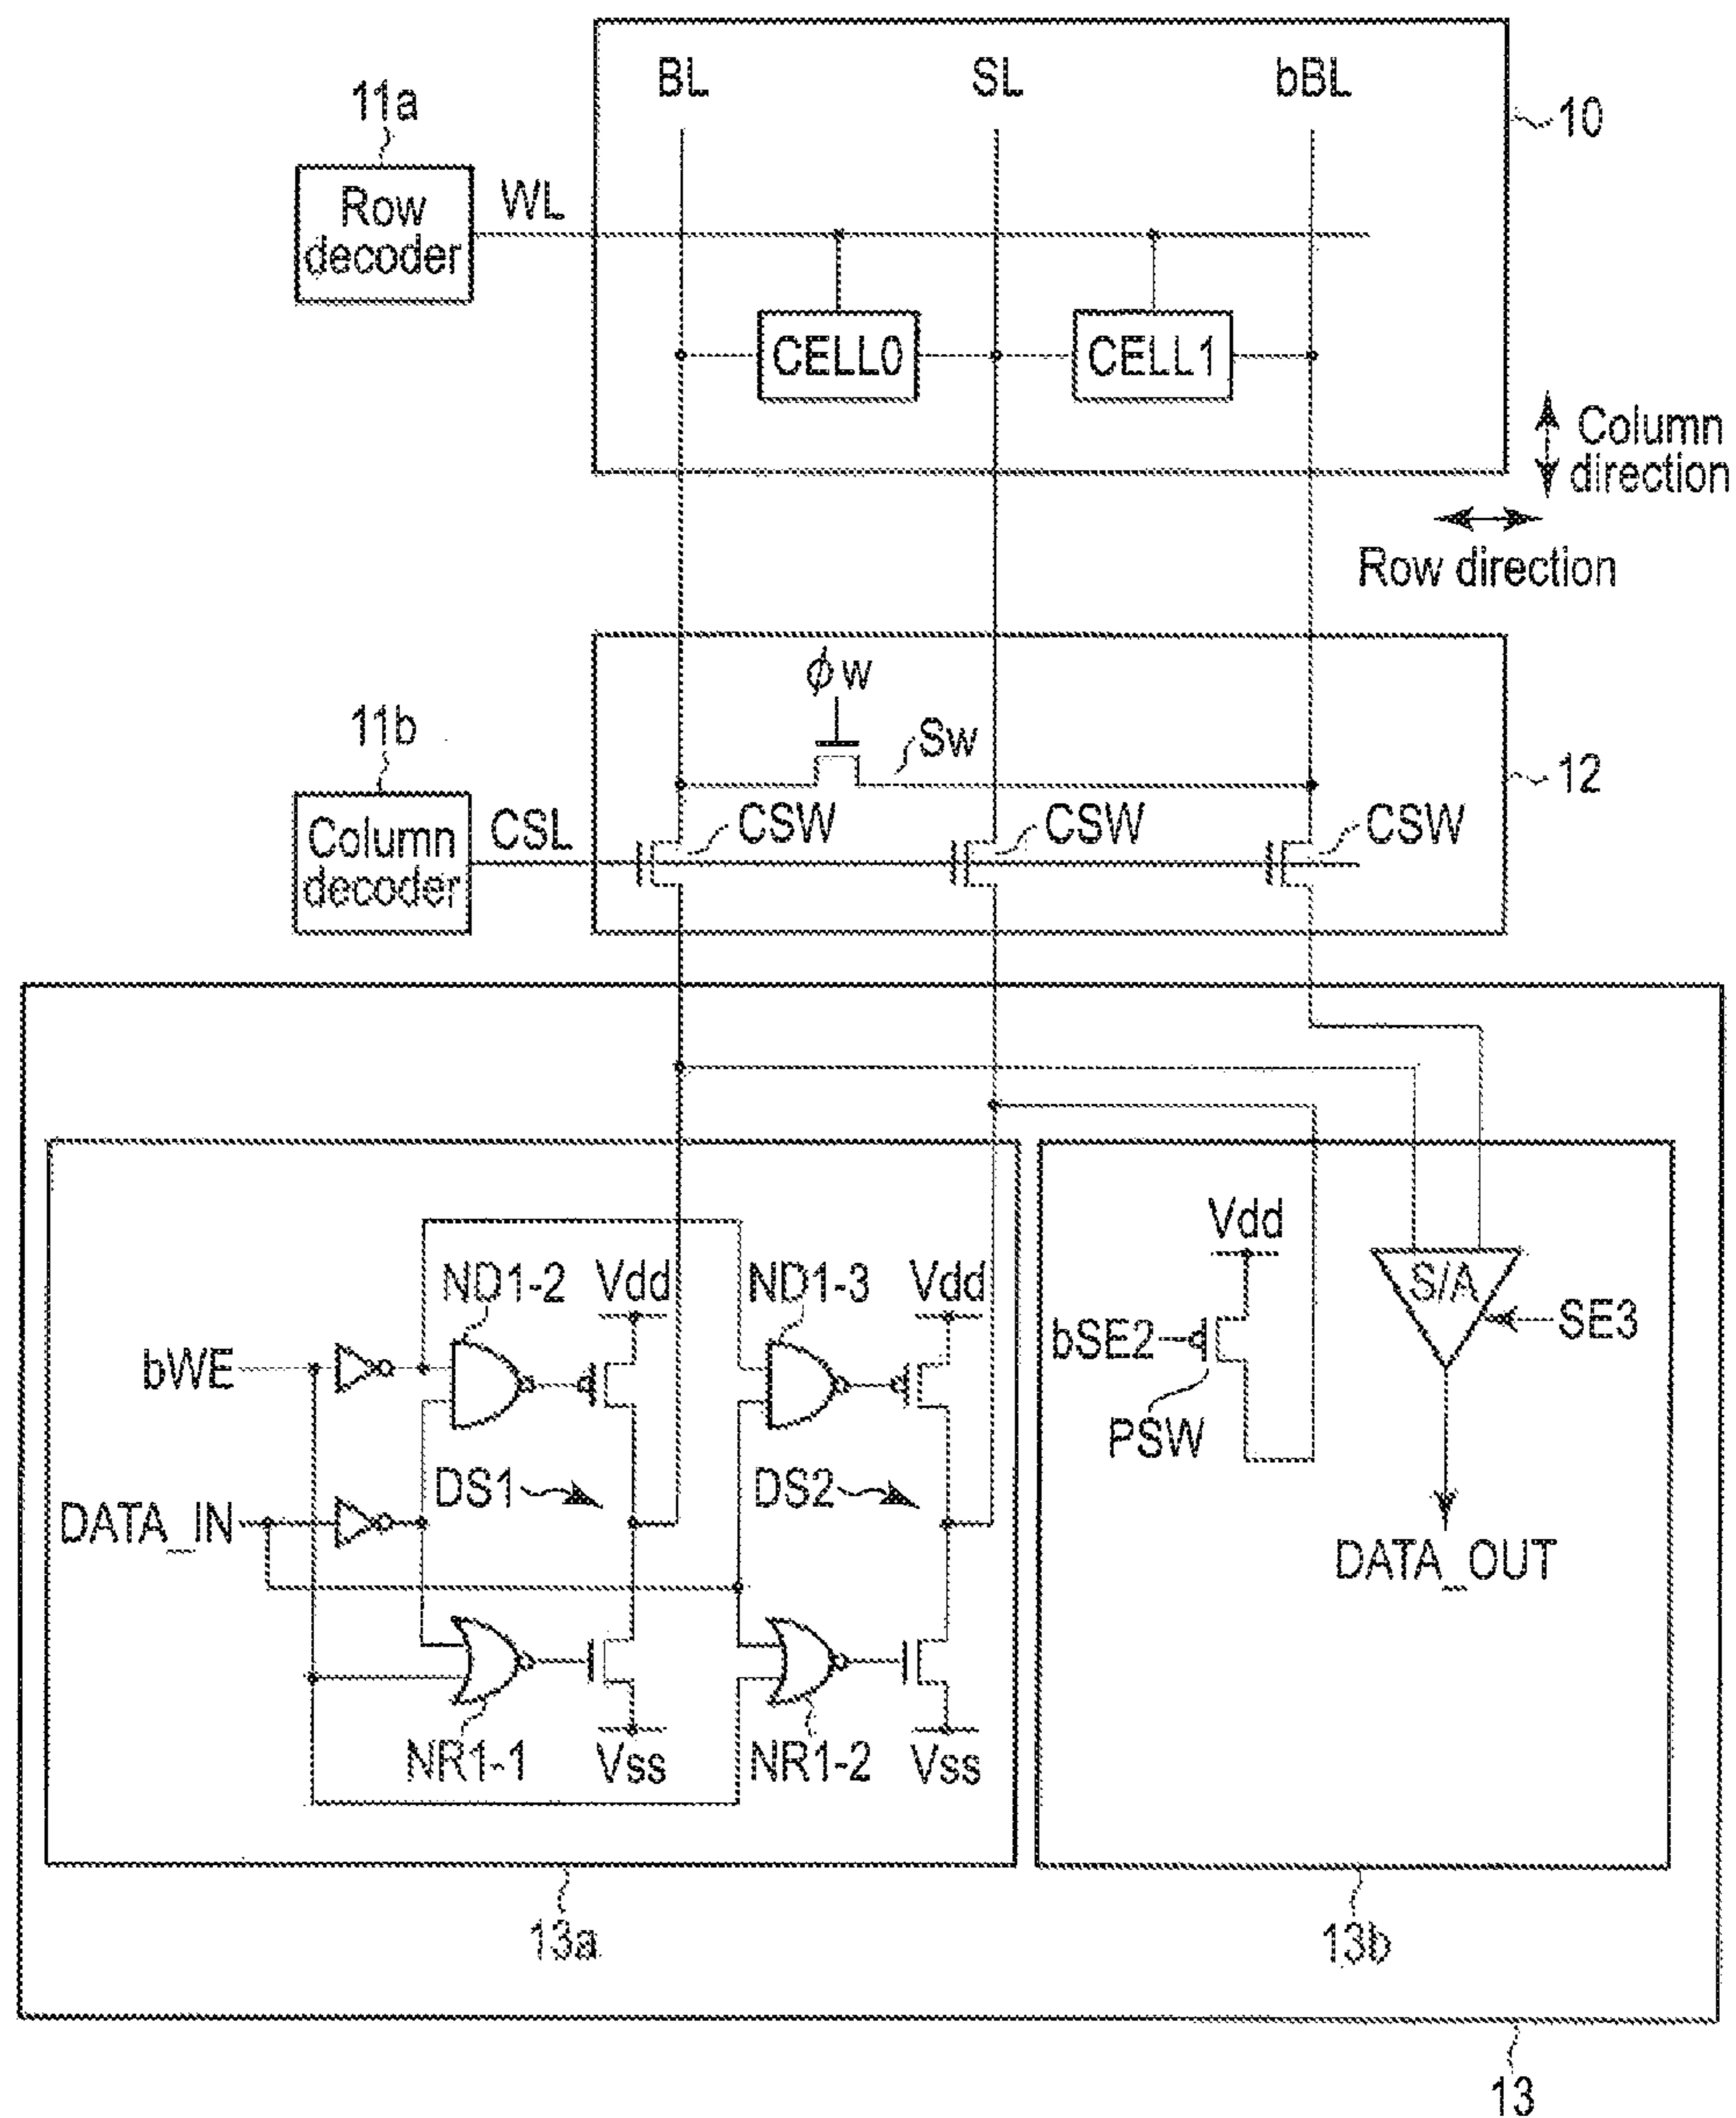 BL
SL
bBL
11a
10
Row
decoder
WL
CELL0
CELL1
Column
direction
Row direction
ϕw
11b
Sw
12
Column
decoder
CSL
CSW
CSW
CSW
Vdd
ND1-2
Vdd
ND1-3
Vdd
S/A
bSE2
SE3
bWE
PSW
DS1
DS2
DATA_IN
DATA_OUT
NR1-1
Vss
NR1-2
Vss
13a
13b
13